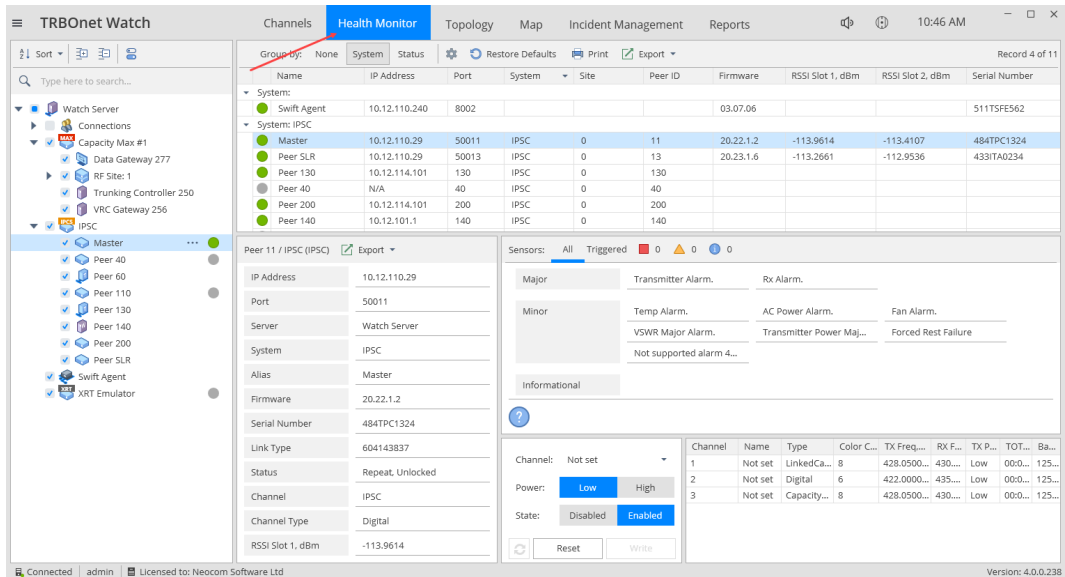 TRBOnet Watch
Channels Health Monitor Topology Map Incident Management Reports 10:46 AM
Sort
Type here to search...
Watch Server
Connections
MAX Capacity Max #1
Data Gateway 277
RF Site: 1
Trunking Controller 250
VRC Gateway 256
IPCS IPSC
Master ...
Peer 40
Peer 60
Peer 110
Peer 130
Peer 140
Peer 200
Peer SLR
Swift Agent
XRT XRT Emulator
Group by: None System Status Restore Defaults Print Export Record 4 of 11
Name IP Address Port System Site Peer ID Firmware RSSI Slot 1, dBm RSSI Slot 2, dBm Serial Number
System:
Swift Agent 10.12.110.240 8002 03.07.06 511TSFE562
System: IPSC
Master 10.12.110.29 50011 IPSC 0 11 20.22.1.2 -113.9614 -113.4107 484TPC1324
Peer SLR 10.12.110.29 50013 IPSC 0 13 20.23.1.6 -113.2661 -112.9536 433ITA0234
Peer 130 10.12.114.101 130 IPSC 0 130
Peer 40 N/A 40 IPSC 0 40
Peer 200 10.12.114.101 200 IPSC 0 200
Peer 140 10.12.101.1 140 IPSC 0 140
Peer 11 / IPSC (IPSC) Export
IP Address 10.12.110.29
Port 50011
Server Watch Server
System IPSC
Alias Master
Firmware 20.22.1.2
Serial Number 484TPC1324
Link Type 604143837
Status Repeat, Unlocked
Channel IPSC
Channel Type Digital
RSSI Slot 1, dBm -113.9614
Sensors: All Triggered 0 0 0
Major Transmitter Alarm. Rx Alarm.
Minor Temp Alarm. AC Power Alarm. Fan Alarm.
VSWR Major Alarm. Transmitter Power Maj... Forced Rest Failure
Not supported alarm 4...
Informational
?
Channel: Not set
Power: Low High
State: Disabled Enabled
Reset Write
Channel Name Type Color C... TX Freq.... RX F... TX P... TOT... Ba...
1 Not set LinkedCa... 8 428.0500... 430.... Low 00:0... 125...
2 Not set Digital 6 422.0000... 435.... Low 00:0... 125...
3 Not set Capacity... 8 428.0500... 430.... Low 00:0... 125...
Connected admin Licensed to: Neocom Software Ltd Version: 4.0.0.238